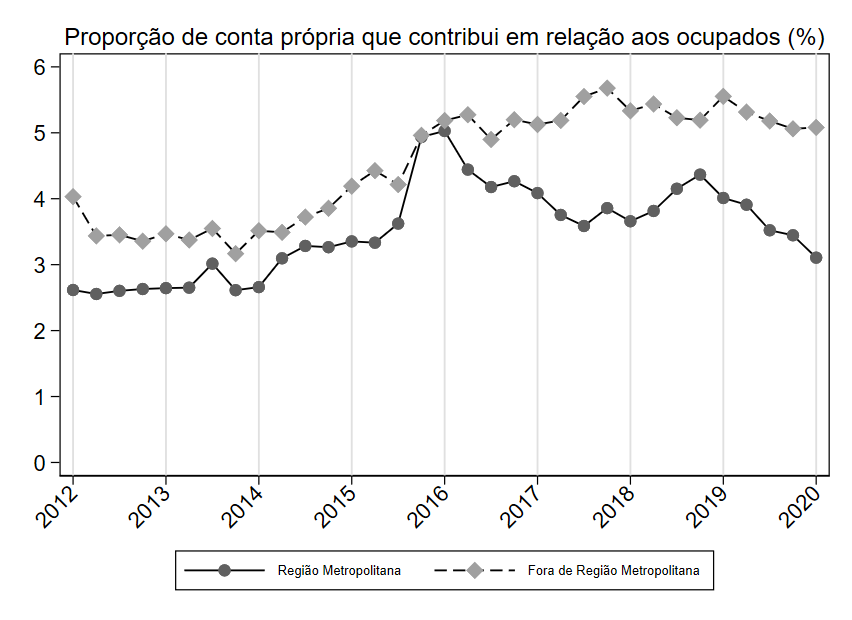 Proporção de conta própria que contribui em relação aos ocupados (%)
6
5
4
3
2
1
0
2012 2013 2014 2015 2016 2017 2018 2019 2020
Região Metropolitana Fora de Região Metropolitana